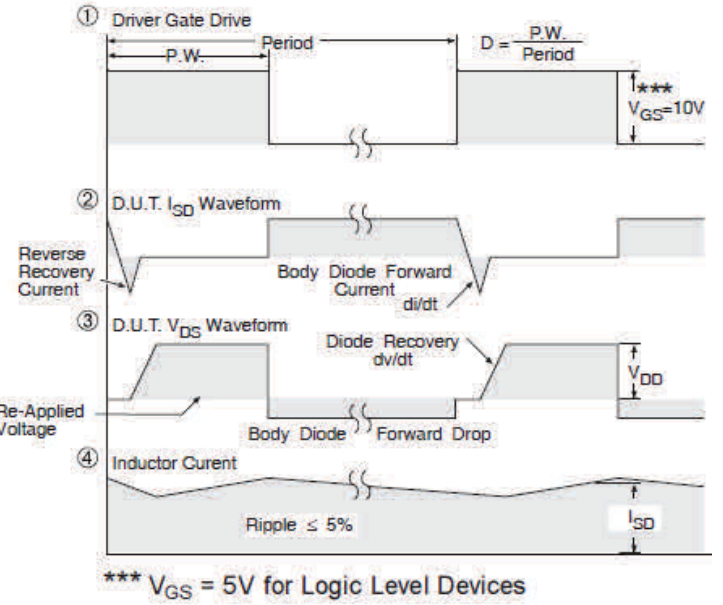 ① Driver Gate Drive
P.W.
Period
D = P.W.
Period
***
VGS=10V
② D.U.T. ISD Waveform
Reverse
Recovery
Current
Body Diode Forward
Current
di/dt
③ D.U.T. VDS Waveform
Diode Recovery
dv/dt
VDD
Re-Applied
Voltage
Body Diode Forward Drop
④ Inductor Curent
Ripple ≤ 5%
ISD
*** VGS = 5V for Logic Level Devices